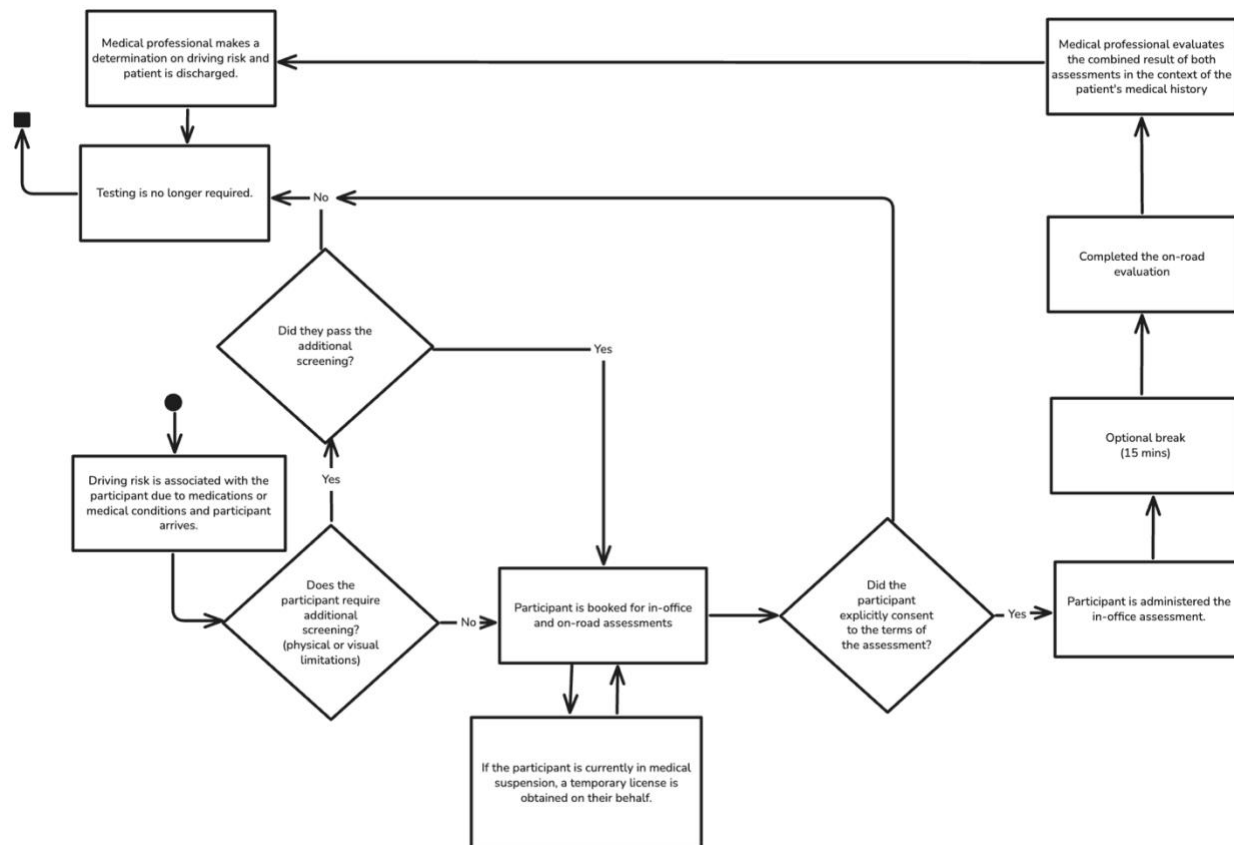 Medical professional makes a
determination on driving risk and
patient is discharged.
Medical professional evaluates
the combined result of both
assessments in the context of the
patient's medical history
Testing is no longer required.
No
Completed the on-road
evaluation
Did they pass the
additional
screening?
Yes
Optional break
(15 mins)
Driving risk is associated with the
participant due to medications or
medical conditions and participant
arrives.
Yes
Does the
participant require
additional
screening?
(physical or visual
limitations)
No
Participant is booked for in-office
and on-road assessments
Did the
participant
explicitly consent
to the terms of
the assessment?
Yes
Participant is administered the
in-office assessment.
If the participant is currently in medical
suspension, a temporary license is
obtained on their behalf.